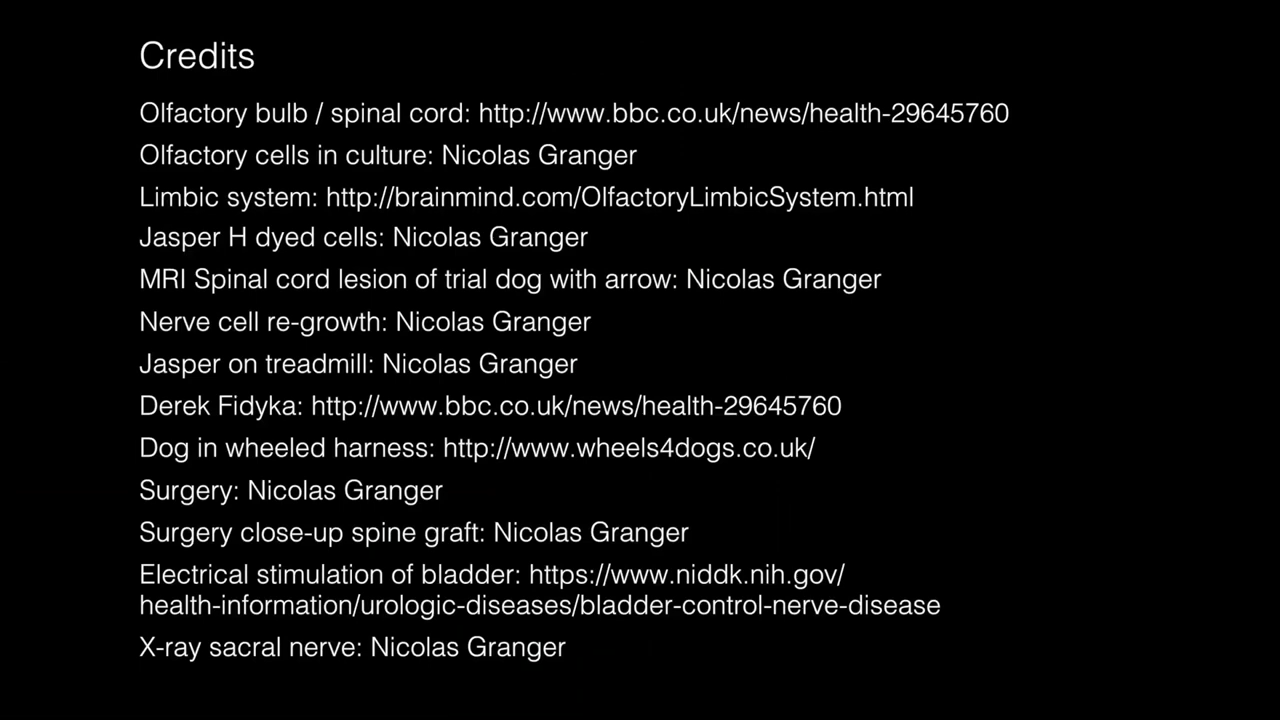 Credits
Olfactory bulb / spinal cord: http://www.bbc.co.uk/news/health-29645760
Olfactory cells in culture: Nicolas Granger
Limbic system: http://brainmind.com/OlfactoryLimbicSystem.html
Jasper H dyed cells: Nicolas Granger
MRI Spinal cord lesion of trial dog with arrow: Nicolas Granger
Nerve cell re-growth: Nicolas Granger
Jasper on treadmill: Nicolas Granger
Derek Fidyka: http://www.bbc.co.uk/news/health-29645760
Dog in wheeled harness: http://www.wheels4dogs.co.uk/
Surgery: Nicolas Granger
Surgery close-up spine graft: Nicolas Granger
Electrical stimulation of bladder: https://www.niddk.nih.gov/
health-information/urologic-diseases/bladder-control-nerve-disease
X-ray sacral nerve: Nicolas Granger